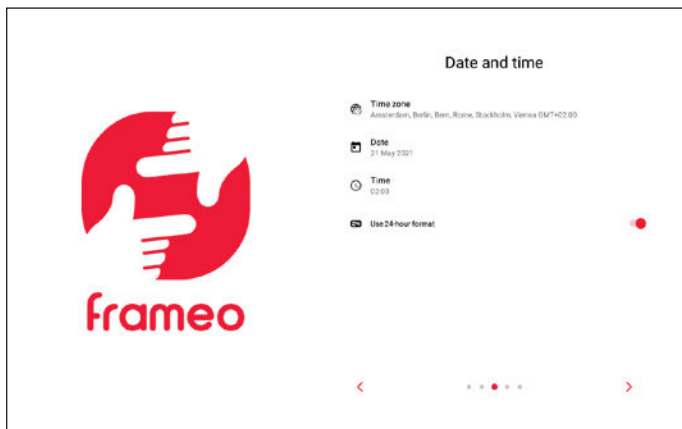 frameo
Date and time
Time zone
Amsterdam, Berlin, Bern, Rome, Stockholm, Vienna GMT+02:00
Date
21 May 2021
Time
02:03
Use 24-hour format